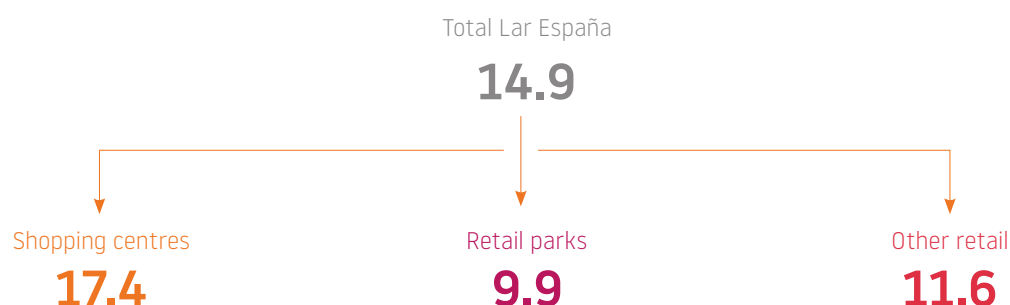 Total Lar España
14.9
Shopping centres
17.4
Retail parks
9.9
Other retail
11.6